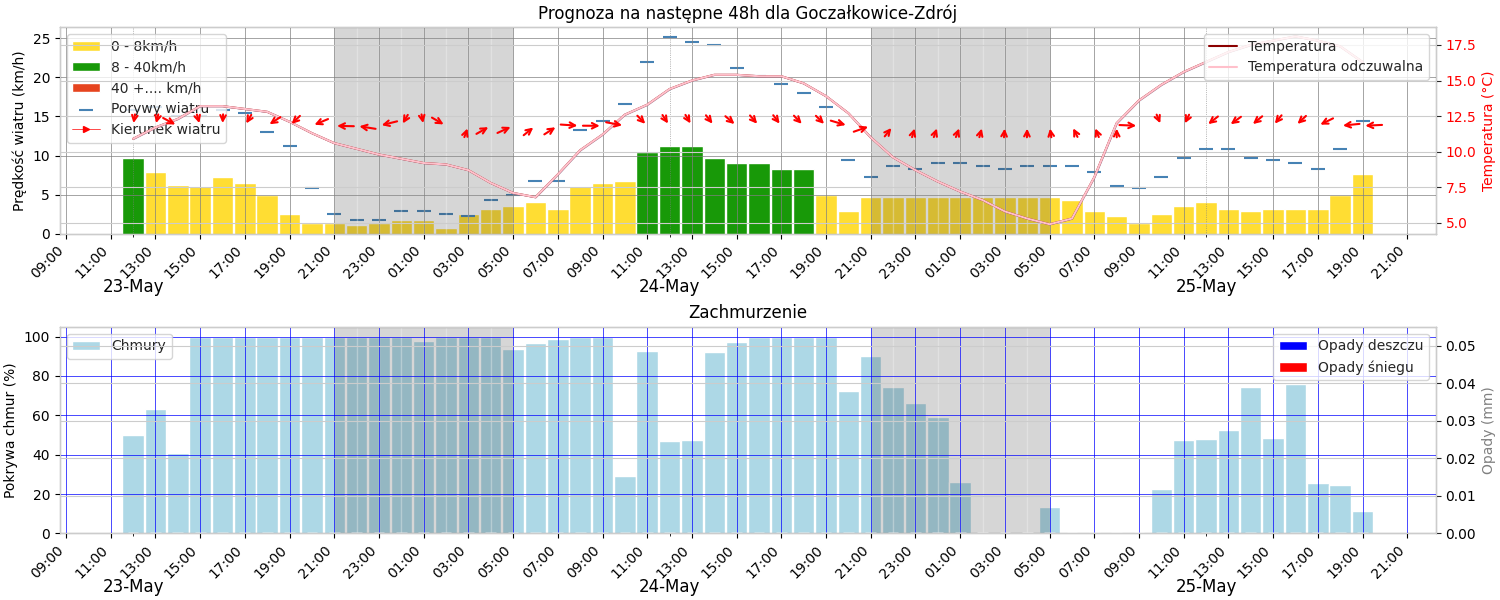 Prognoza na następne 48h dla Goczałkowice-Zdrój
Prędkość wiatru (km/h)
25
20
15
10
5
0
0 - 8km/h
8 - 40km/h
40 +.... km/h
Porywy wiatru
Kierunek wiatru
Temperatura
Temperatura odczuwalna
17.5
15.0
12.5
10.0
7.5
5.0
Temperatura (°C)
09:00 11:00 13:00 15:00 17:00 19:00 21:00 23:00 01:00 03:00 05:00 07:00 09:00 11:00 13:00 15:00 17:00 19:00 21:00 23:00 01:00 03:00 05:00 07:00 09:00 11:00 13:00 15:00 17:00 19:00 21:00
23-May 24-May 25-May
Zachmurzenie
Pokrywa chmur (%)
100
80
60
40
20
0
Chmury
Opady deszczu
Opady śniegu
0.05
0.04
0.03
0.02
0.01
0.00
Opady (mm)
09:00 11:00 13:00 15:00 17:00 19:00 21:00 23:00 01:00 03:00 05:00 07:00 09:00 11:00 13:00 15:00 17:00 19:00 21:00 23:00 01:00 03:00 05:00 07:00 09:00 11:00 13:00 15:00 17:00 19:00 21:00
23-May 24-May 25-May